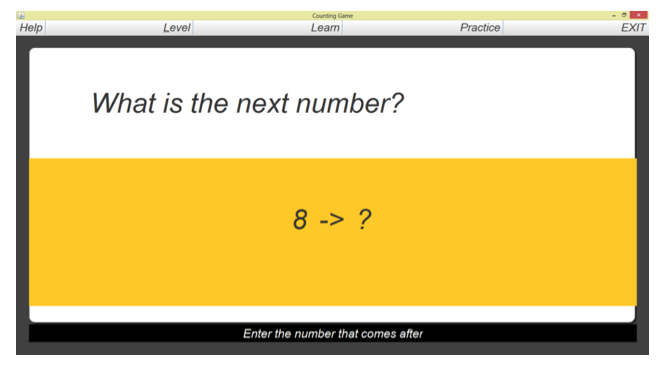 Counting Game
Help Level Learn Practice EXIT
What is the next number?
8 -> ?
Enter the number that comes after